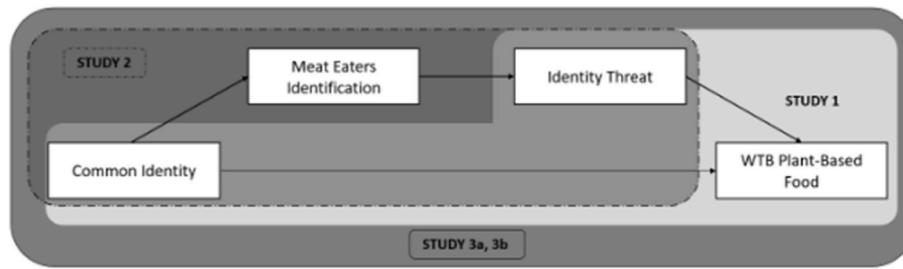 STUDY 2
Meat Eaters
Identification
Identity Threat
STUDY 1
Common Identity
WTB Plant-Based
Food
STUDY 3a, 3b